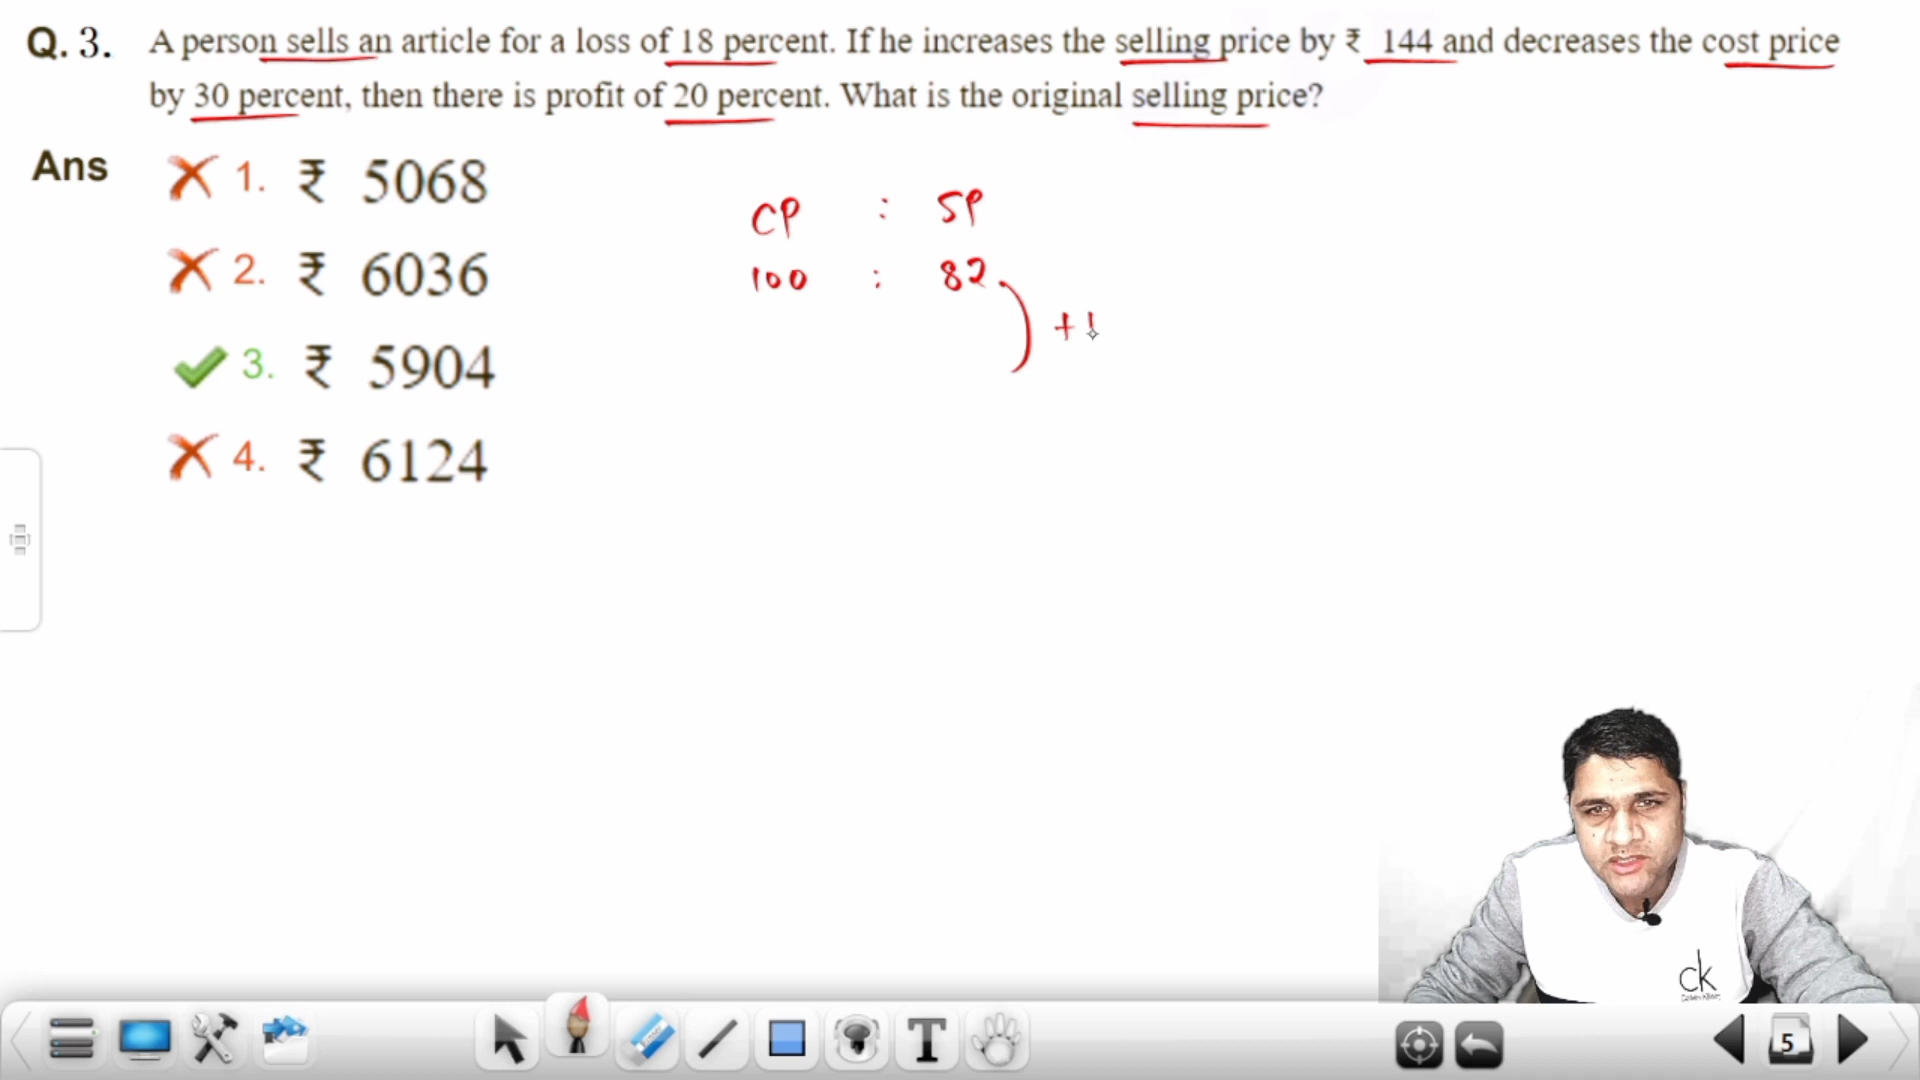 Q. 3. A person sells an article for a loss of 18 percent. If he increases the selling price by ₹ 144 and decreases the cost price
by 30 percent, then there is profit of 20 percent. What is the original selling price?
Ans
1. ₹ 5068
2. ₹ 6036
3. ₹ 5904
4. ₹ 6124
CP : SP
100 : 82
+1
ck
5
T